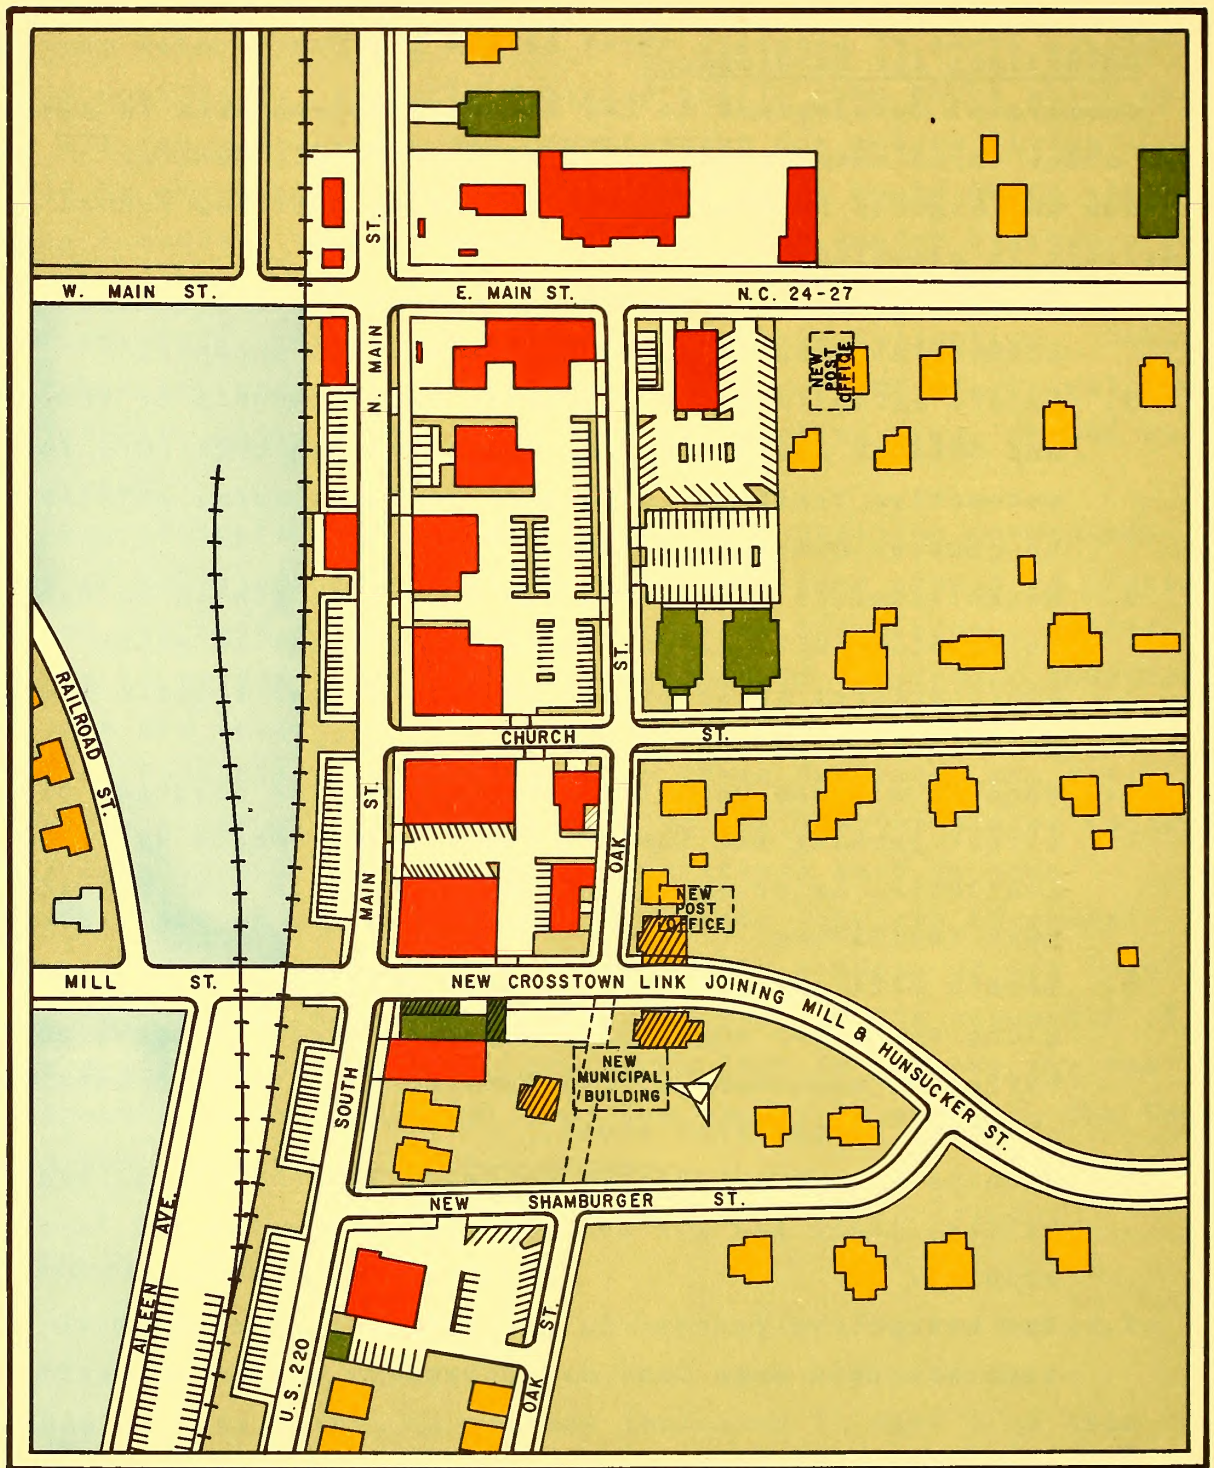 ST.
W. MAIN ST.
E. MAIN ST.
N.C. 24-27
N. MAIN
NEW
POST
OFFICE
RAILROAD ST.
ST.
CHURCH ST.
ST.
MAIN
OAK
NEW
POST
OFFICE
MILL ST.
NEW CROSSTOWN LINK JOINING MILL & HUNSUCKER ST.
NEW
MUNICIPAL
BUILDING
SOUTH
NEW SHAMBURGER ST.
AILEEN AVE.
U.S. 220
OAK ST.